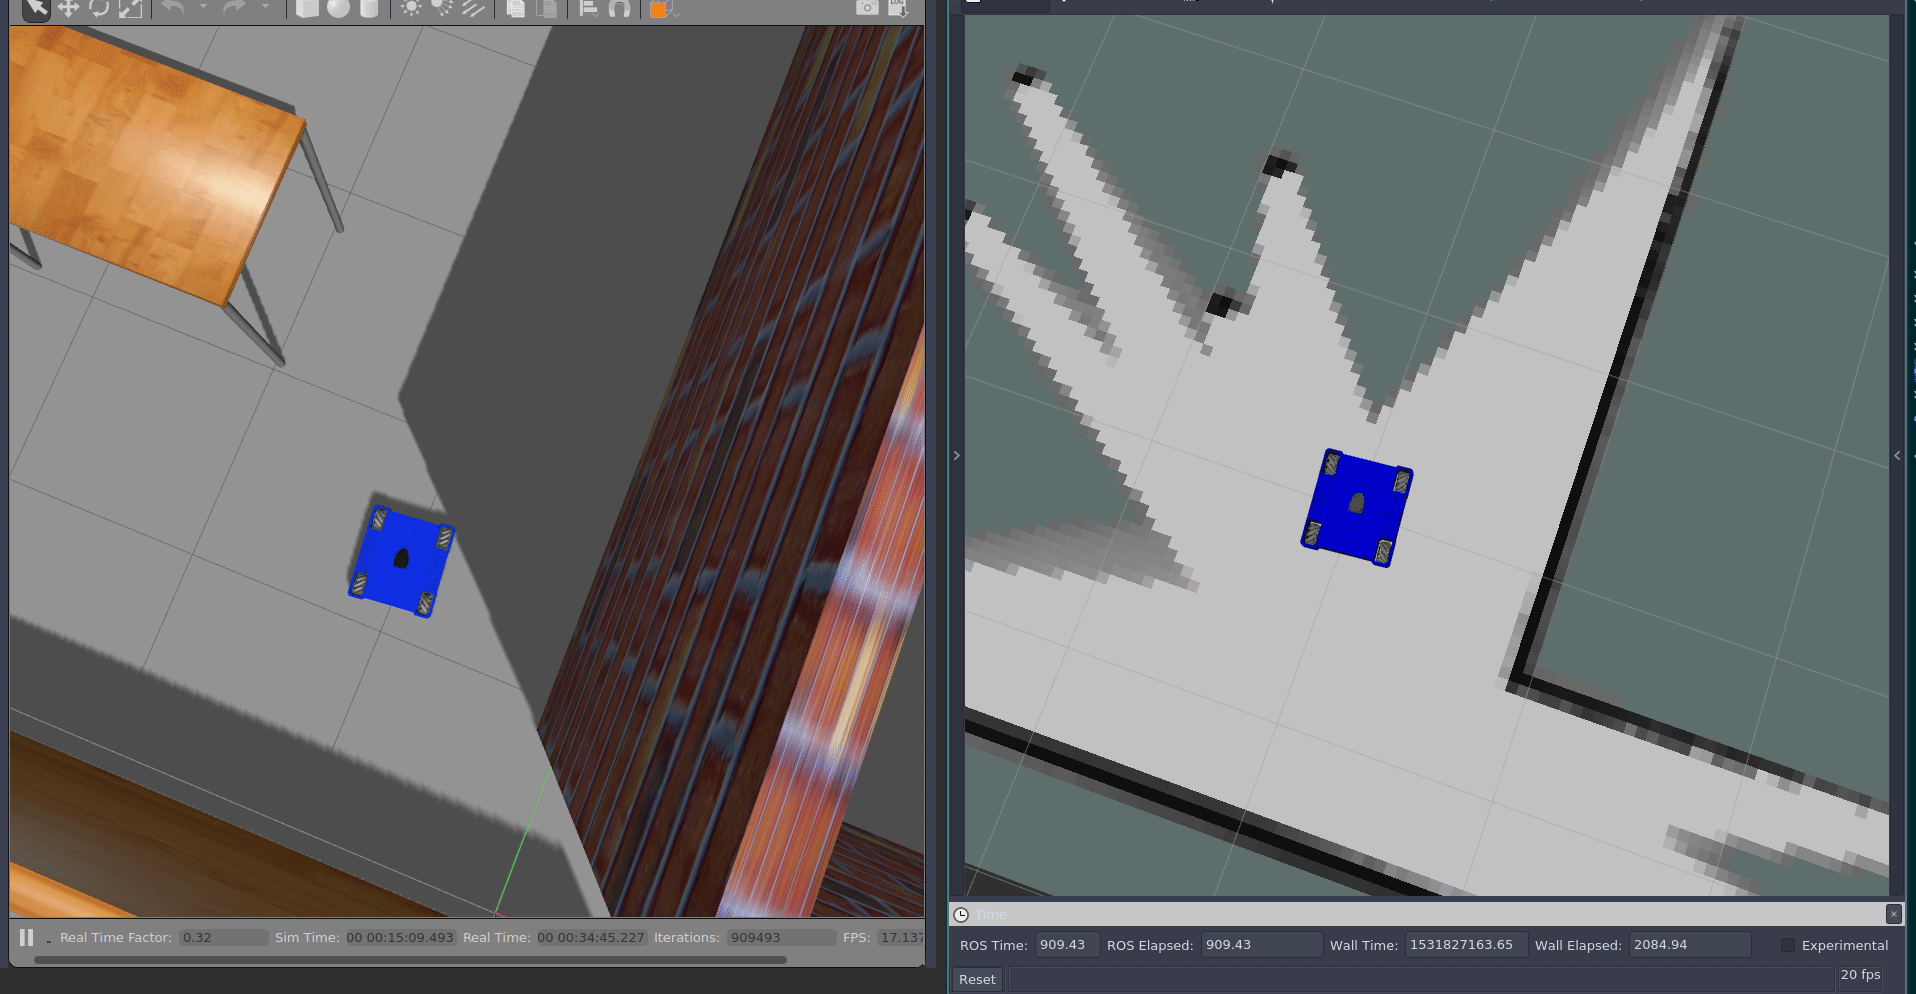 LOG
Real Time Factor: 0.32 Sim Time: 00 00:15:09.493 Real Time: 00 00:34:45.227 Iterations: 909493 FPS: 17.137
Time
ROS Time: 909.43 ROS Elapsed: 909.43 Wall Time: 1531827163.65 Wall Elapsed: 2084.94 Experimental
Reset 20 fps